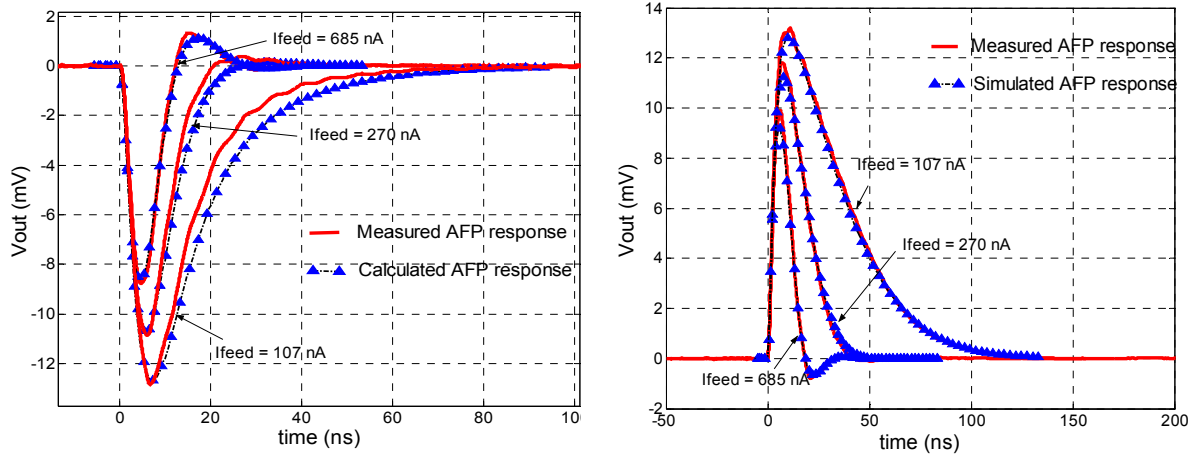 2
0
-2
-4
-6
-8
-10
-12
Vout (mV)
0
20
40
60
80
100
time (ns)
Ifeed = 685 nA
Ifeed = 270 nA
Measured AFP response
Calculated AFP response
Ifeed = 107 nA
14
12
10
8
6
4
2
0
-2
Vout (mV)
-50
0
50
100
150
200
time (ns)
Measured AFP response
Simulated AFP response
Ifeed = 107 nA
Ifeed = 270 nA
Ifeed = 685 nA